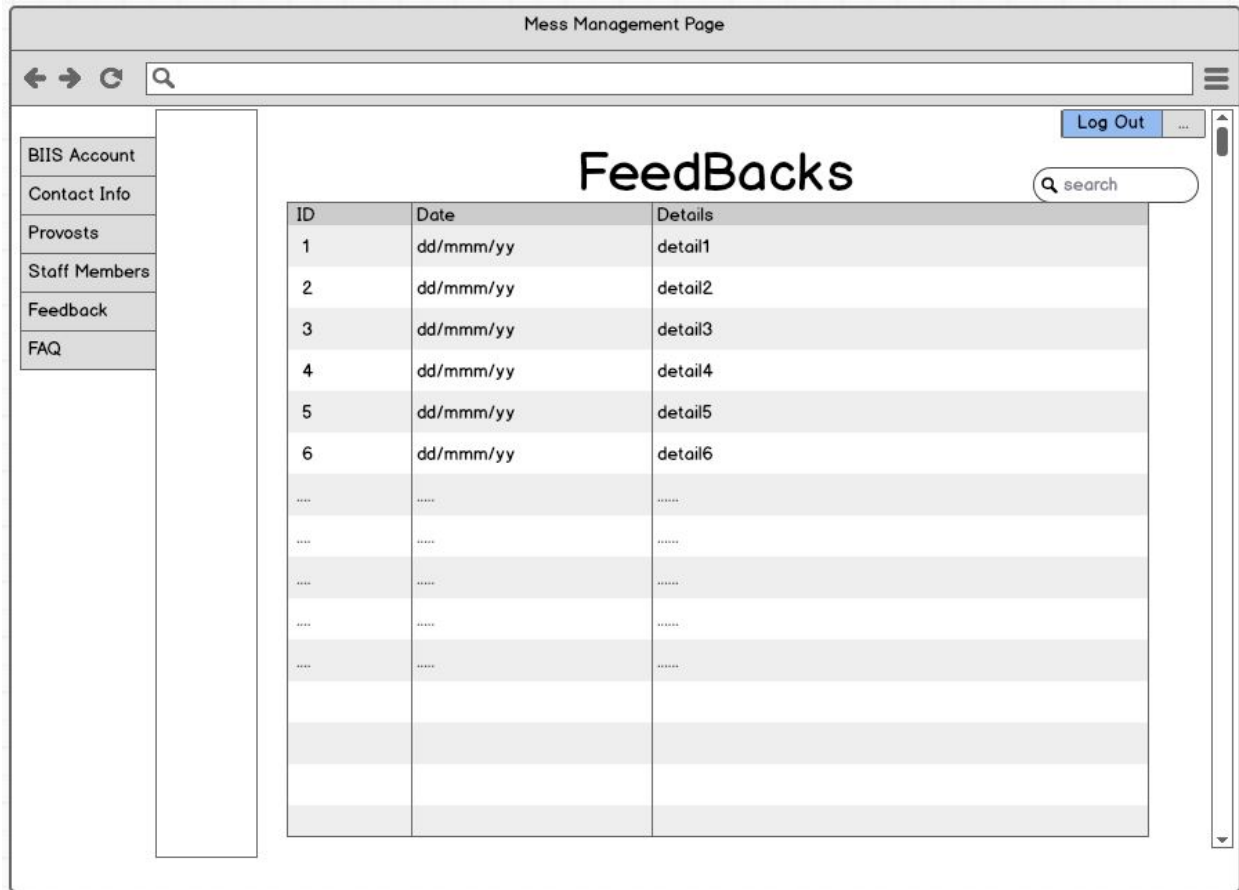 Mess Management Page
Log Out ...
BIIS Account
Contact Info
Provosts
Staff Members
Feedback
FAQ
FeedBacks
search
ID Date Details
1 dd/mmm/yy detail1
2 dd/mmm/yy detail2
3 dd/mmm/yy detail3
4 dd/mmm/yy detail4
5 dd/mmm/yy detail5
6 dd/mmm/yy detail6
.... ..... ......
.... ..... ......
.... ..... ......
.... ..... ......
.... ..... ......